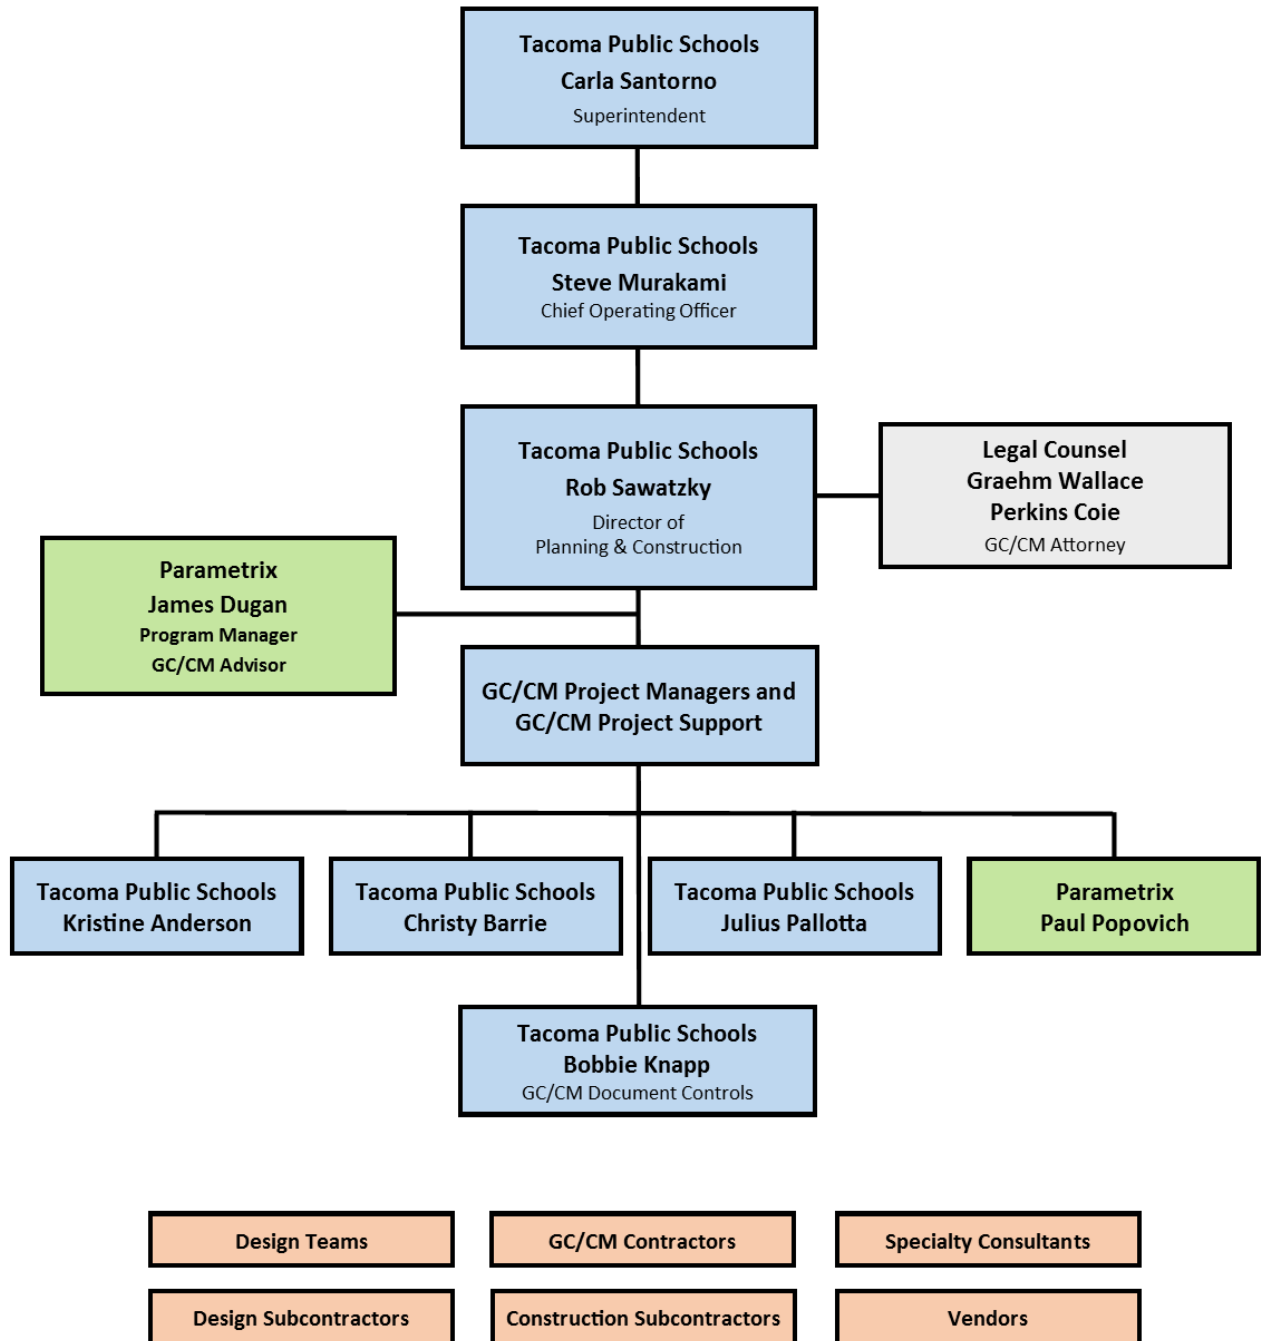 Tacoma Public Schools
Carla Santorno
Superintendent
Tacoma Public Schools
Steve Murakami
Chief Operating Officer
Tacoma Public Schools
Rob Sawatzky
Director of
Planning & Construction
Legal Counsel
Graehm Wallace
Perkins Coie
GC/CM Attorney
Parametrix
James Dugan
Program Manager
GC/CM Advisor
GC/CM Project Managers and
GC/CM Project Support
Tacoma Public Schools
Kristine Anderson
Tacoma Public Schools
Christy Barrie
Tacoma Public Schools
Julius Pallotta
Parametrix
Paul Popovich
Tacoma Public Schools
Bobbie Knapp
GC/CM Document Controls
Design Teams
GC/CM Contractors
Specialty Consultants
Design Subcontractors
Construction Subcontractors
Vendors